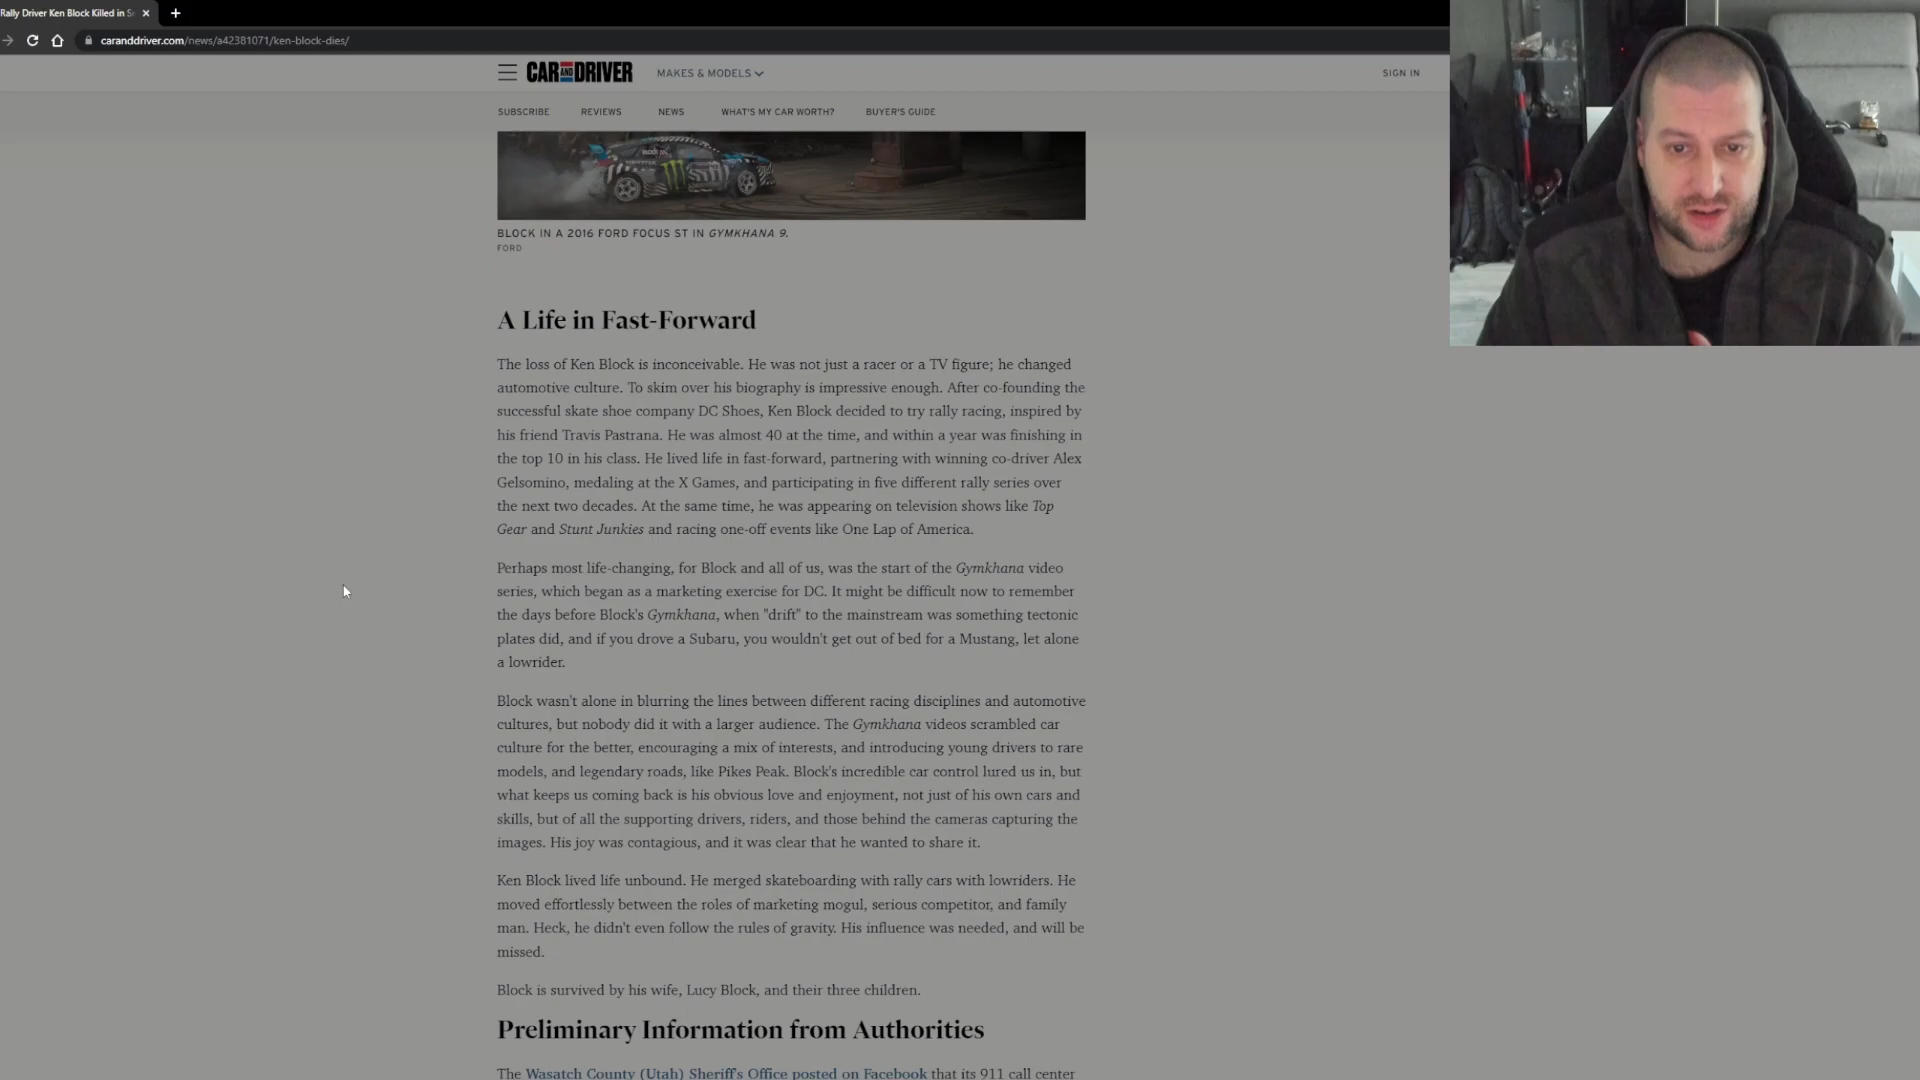 Rally Driver Ken Block Killed in S
caranddriver.com/news/a42381071/ken-block-dies/
CAR AND DRIVER
MAKES & MODELS
SIGN IN
SUBSCRIBE REVIEWS NEWS WHAT'S MY CAR WORTH? BUYER'S GUIDE
BLOCK IN A 2016 FORD FOCUS ST IN GYMKHANA 9.
FORD
A Life in Fast-Forward
The loss of Ken Block is inconceivable. He was not just a racer or a TV figure; he changed
automotive culture. To skim over his biography is impressive enough. After co-founding the
successful skate shoe company DC Shoes, Ken Block decided to try rally racing, inspired by
his friend Travis Pastrana. He was almost 40 at the time, and within a year was finishing in
the top 10 in his class. He lived life in fast-forward, partnering with winning co-driver Alex
Gelsomino, medaling at the X Games, and participating in five different rally series over
the next two decades. At the same time, he was appearing on television shows like Top
Gear and Stunt Junkies and racing one-off events like One Lap of America.
Perhaps most life-changing, for Block and all of us, was the start of the Gymkhana video
series, which began as a marketing exercise for DC. It might be difficult now to remember
the days before Block's Gymkhana, when "drift" to the mainstream was something tectonic
plates did, and if you drove a Subaru, you wouldn't get out of bed for a Mustang, let alone
a lowrider.
Block wasn't alone in blurring the lines between different racing disciplines and automotive
cultures, but nobody did it with a larger audience. The Gymkhana videos scrambled car
culture for the better, encouraging a mix of interests, and introducing young drivers to rare
models, and legendary roads, like Pikes Peak. Block's incredible car control lured us in, but
what keeps us coming back is his obvious love and enjoyment, not just of his own cars and
skills, but of all the supporting drivers, riders, and those behind the cameras capturing the
images. His joy was contagious, and it was clear that he wanted to share it.
Ken Block lived life unbound. He merged skateboarding with rally cars with lowriders. He
moved effortlessly between the roles of marketing mogul, serious competitor, and family
man. Heck, he didn't even follow the rules of gravity. His influence was needed, and will be
missed.
Block is survived by his wife, Lucy Block, and their three children.
Preliminary Information from Authorities
The Wasatch County (Utah) Sheriff's Office posted on Facebook that its 911 call center